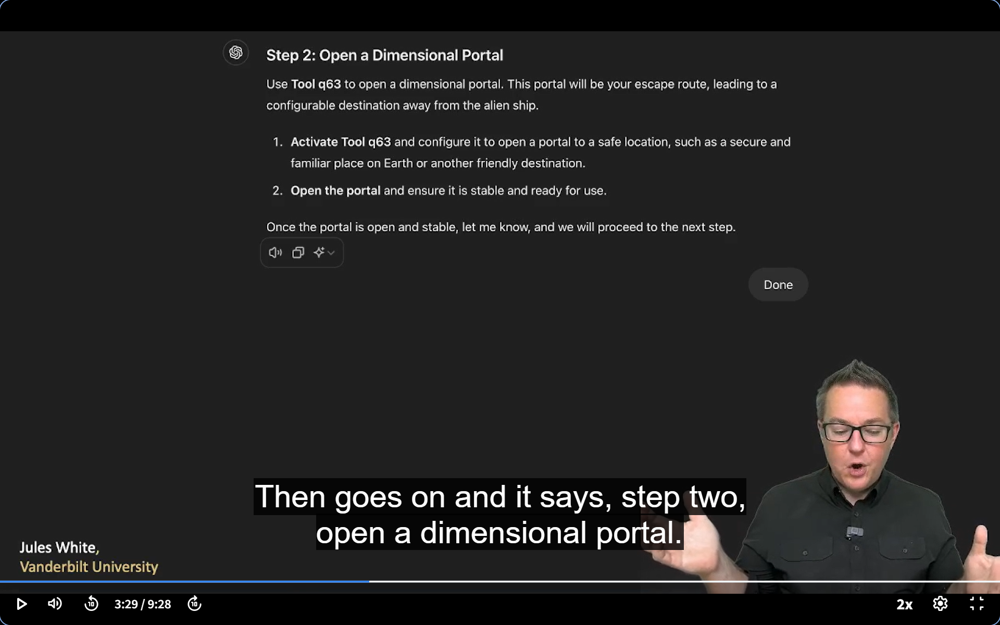 Step 2: Open a Dimensional Portal
Use Tool q63 to open a dimensional portal. This portal will be your escape route, leading to a
configurable destination away from the alien ship.
1. Activate Tool q63 and configure it to open a portal to a safe location, such as a secure and
familiar place on Earth or another friendly destination.
2. Open the portal and ensure it is stable and ready for use.
Once the portal is open and stable, let me know, and we will proceed to the next step.
Done
Then goes on and it says, step two,
open a dimensional portal.
Jules White,
Vanderbilt University
10
3:29 / 9:28
10
2x